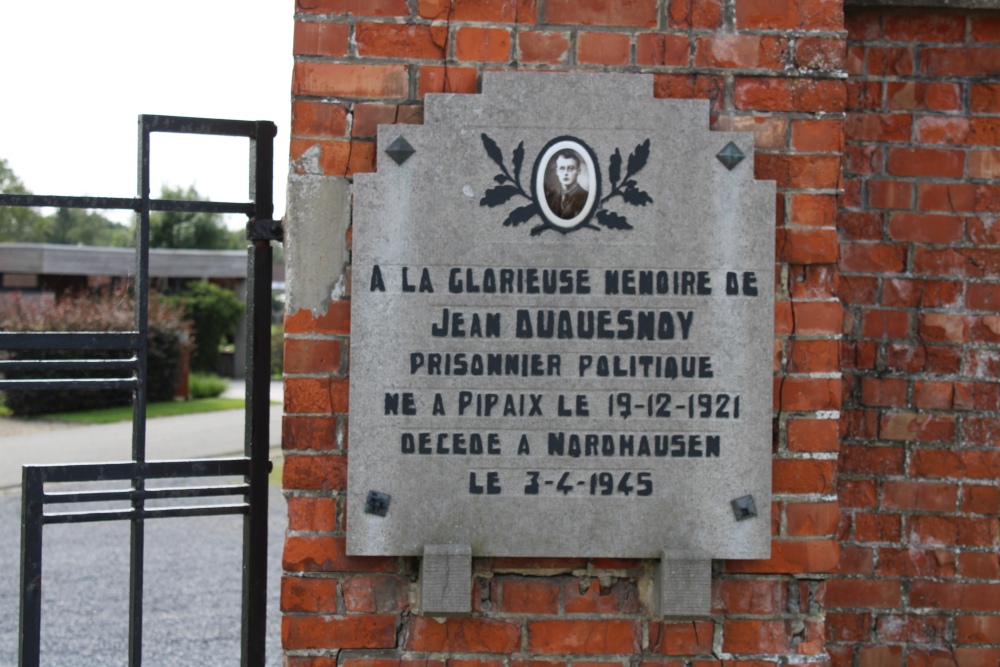 A LA GLORIEUSE MEMOIRE DE
JEAN DUQUESNOY
PRISONNIER POLITIQUE
NE A PIPAIX LE 19-12-1921
DECEDE A NORDHAUSEN
LE 3-4-1945